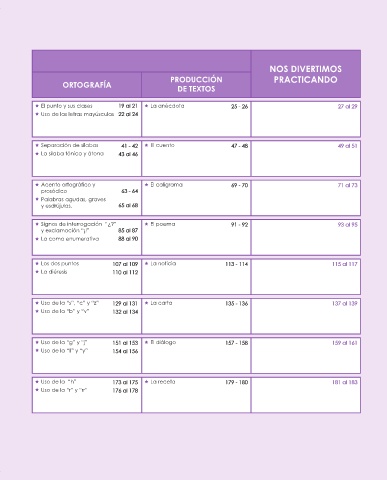 NOS DIVERTIMOS
PRACTICANDO
ORTOGRAFÍA
PRODUCCIÓN
DE TEXTOS
★ El punto y sus clases 19 al 21
★ Uso de las letras mayúsculas 22 al 24
★ La anécdota 25 - 26
27 al 29
★ Separación de sílabas 41 - 42
★ La sílaba tónica y átona 43 al 46
★ El cuento 47 - 48
49 al 51
★ Acento ortográfico y
prosódico 63 - 64
★ Palabras agudas, graves
y esdrújulas. 65 al 68
★ El caligrama 69 - 70
71 al 73
★ Signos de interrogación "¿?"
y exclamación "¡!" 85 al 87
★ La coma enumerativa 88 al 90
★ El poema 91 - 92
93 al 95
★ Los dos puntos 107 al 109
★ La diéresis 110 al 112
★ La noticia 113 - 114
115 al 117
★ Uso de la "s", "c" y "z" 129 al 131
★ Uso de la "b" y "v" 132 al 134
★ La carta 135 - 136
137 al 139
★ Uso de la "g" y "j" 151 al 153
★ Uso de la "ll" y "y" 154 al 156
★ El diálogo 157 - 158
159 al 161
★ Uso de la "h" 173 al 175
★ Uso de la "r" y "rr" 176 al 178
★ La receta 179 - 180
181 al 183